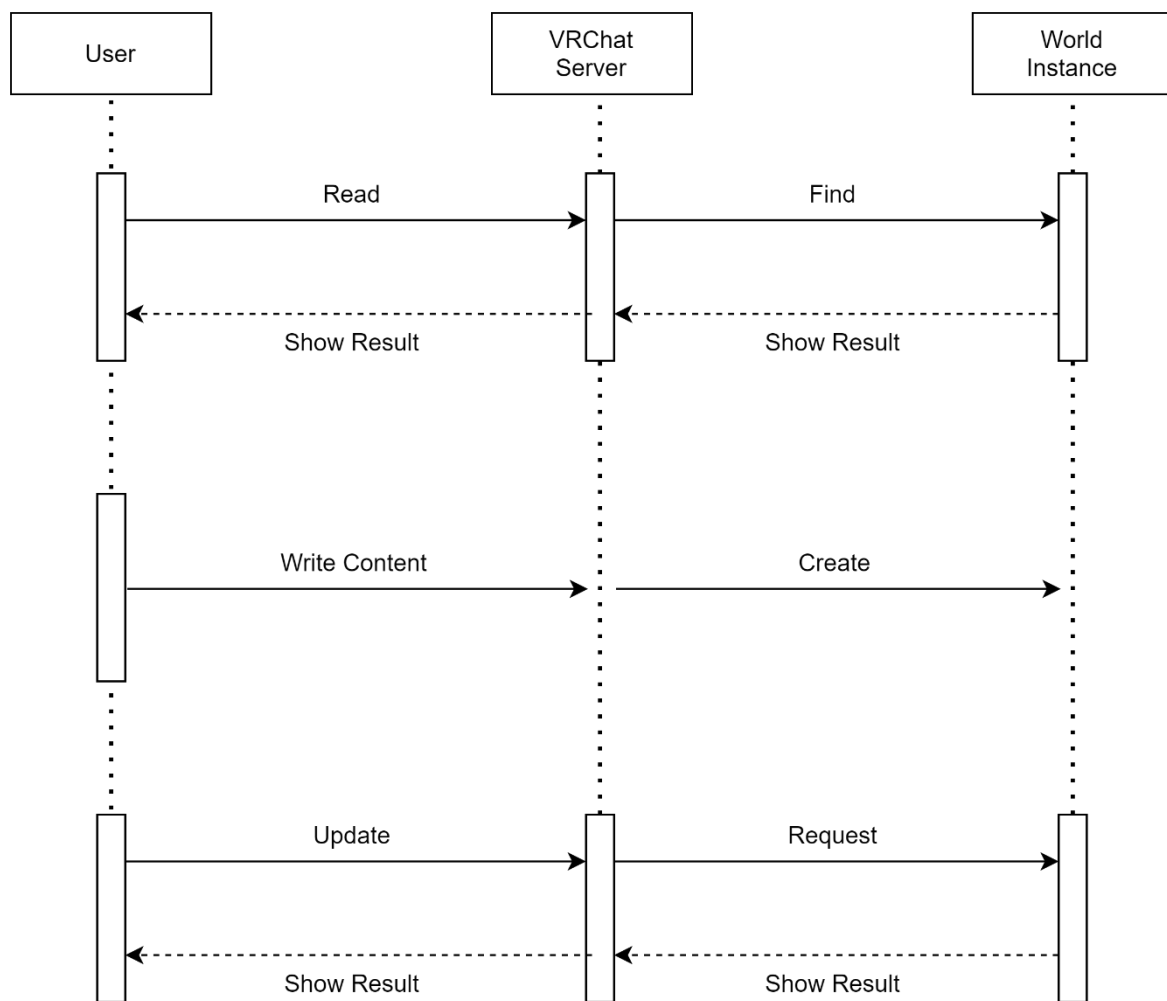 User
VRChat
Server
World
Instance
Read
Find
Show Result
Show Result
Write Content
Create
Update
Request
Show Result
Show Result